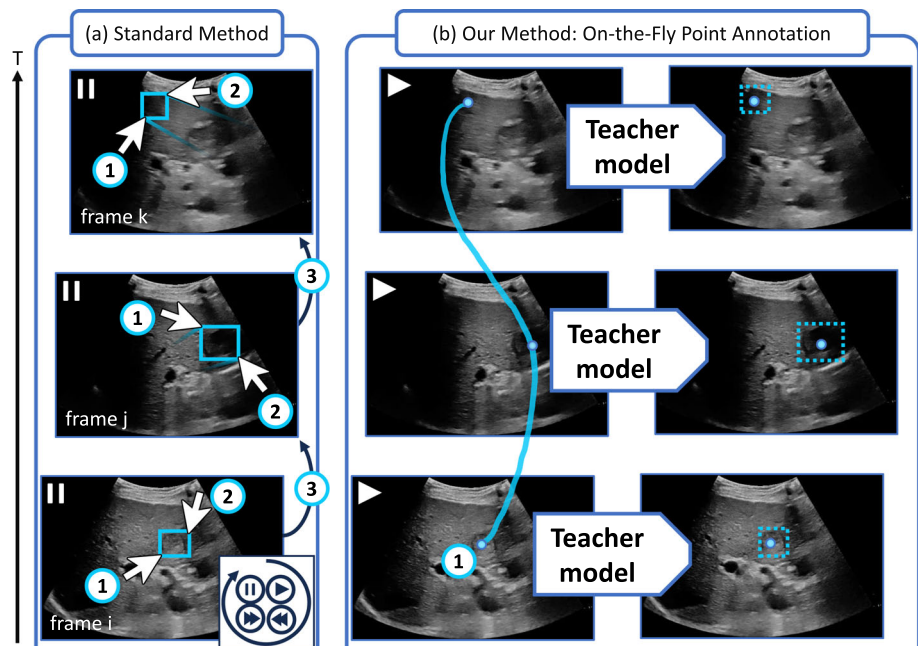 (a) Standard Method
(b) Our Method: On-the-Fly Point Annotation
T
2
1
frame k
3
1
2
frame j
3
2
1
frame i
Teacher
model
Teacher
model
1
Teacher
model